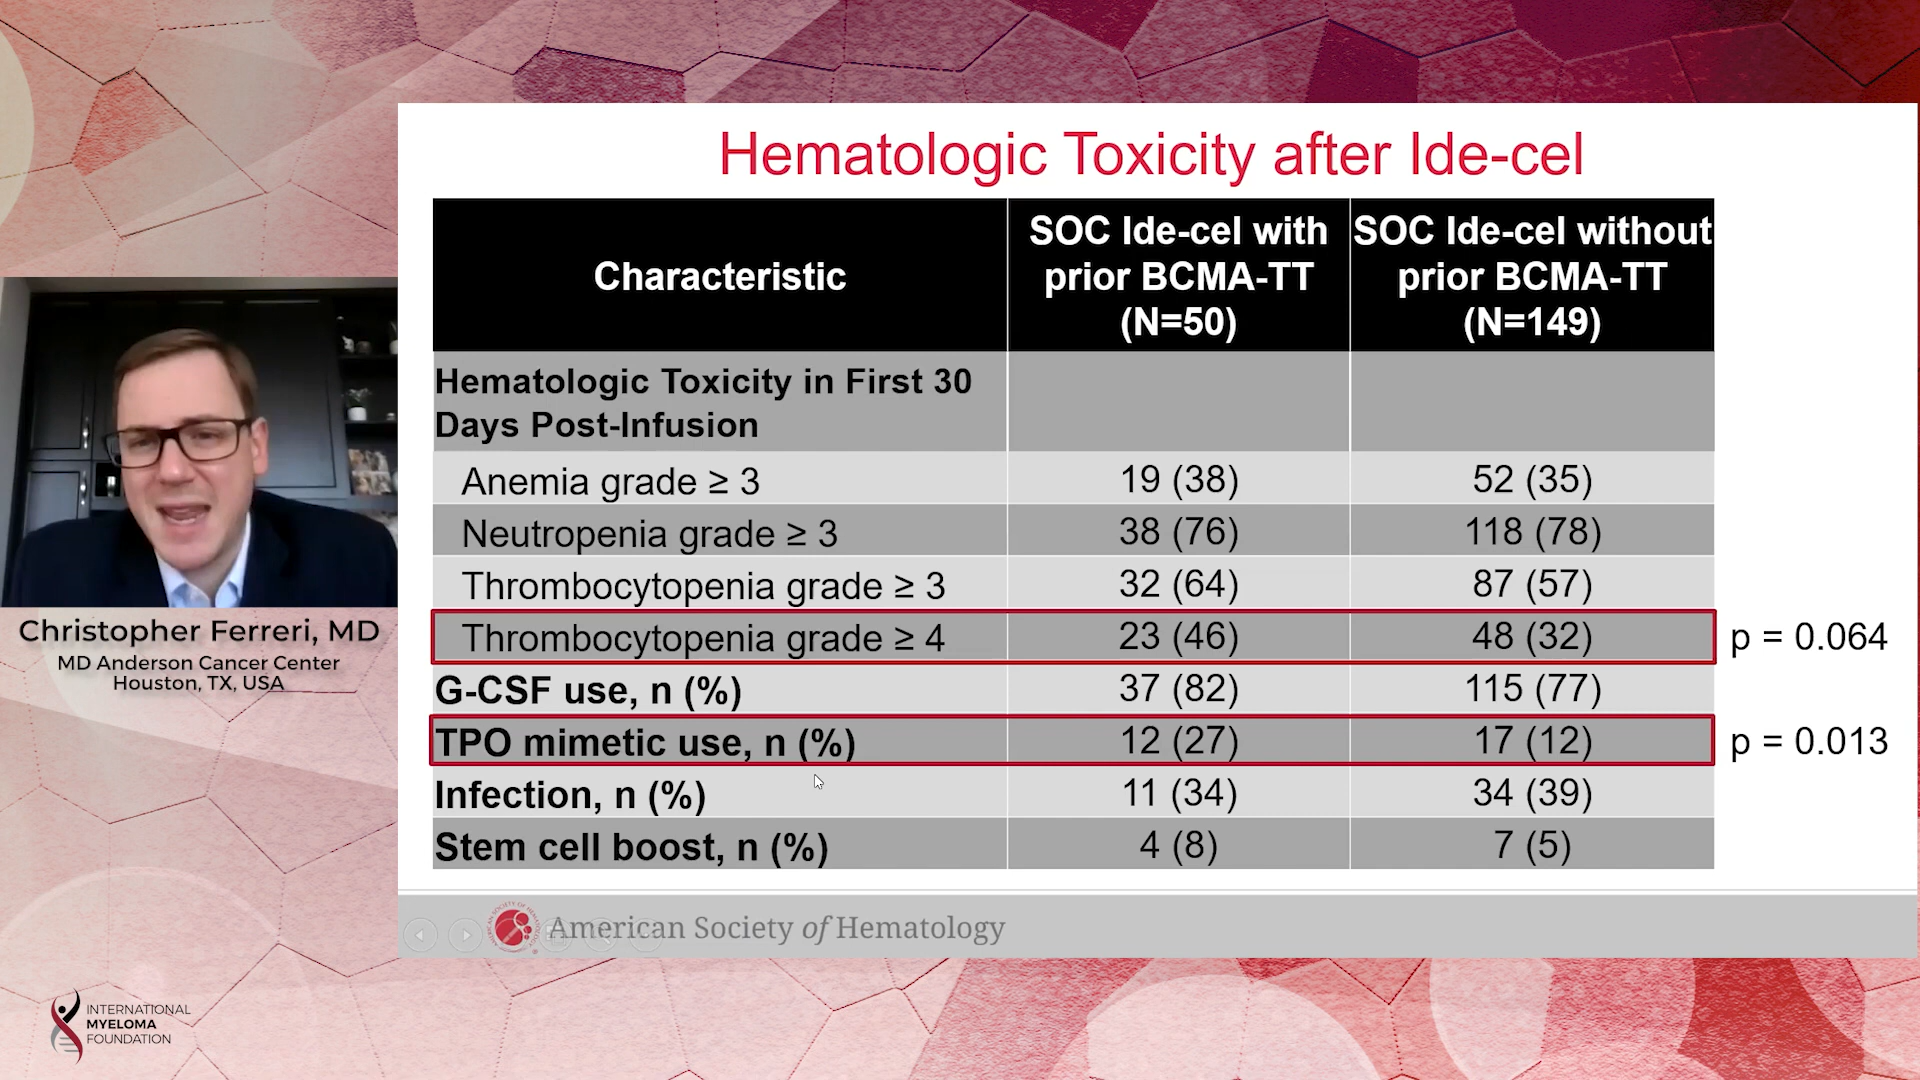 Hematologic Toxicity after Ide-cel
Characteristic
SOC Ide-cel with
prior BCMA-TT
(N=50)
SOC Ide-cel without
prior BCMA-TT
(N=149)
Hematologic Toxicity in First 30
Days Post-Infusion
Anemia grade ≥ 3 19 (38) 52 (35)
Neutropenia grade ≥ 3 38 (76) 118 (78)
Thrombocytopenia grade ≥ 3 32 (64) 87 (57)
Thrombocytopenia grade ≥ 4 23 (46) 48 (32) p = 0.064
G-CSF use, n (%) 37 (82) 115 (77)
TPO mimetic use, n (%) 12 (27) 17 (12) p = 0.013
Infection, n (%) 11 (34) 34 (39)
Stem cell boost, n (%) 4 (8) 7 (5)
American Society of Hematology
Christopher Ferreri, MD
MD Anderson Cancer Center
Houston, TX, USA
INTERNATIONAL
MYELOMA
FOUNDATION